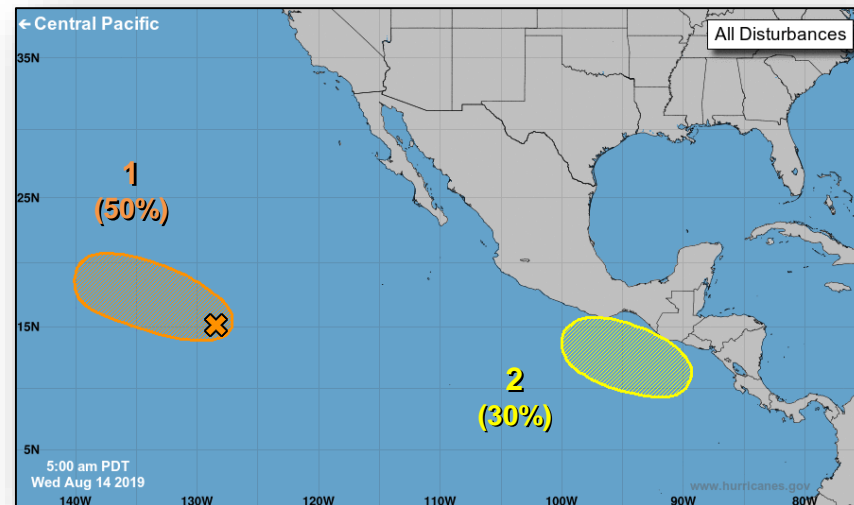 ← Central Pacific
All Disturbances
35N
1
(50%)
25N
15N
2
(30%)
5N
5:00 am PDT
Wed Aug 14 2019
www.hurricanes.gov
140W 130W 120W 110W 100W 90W 80W